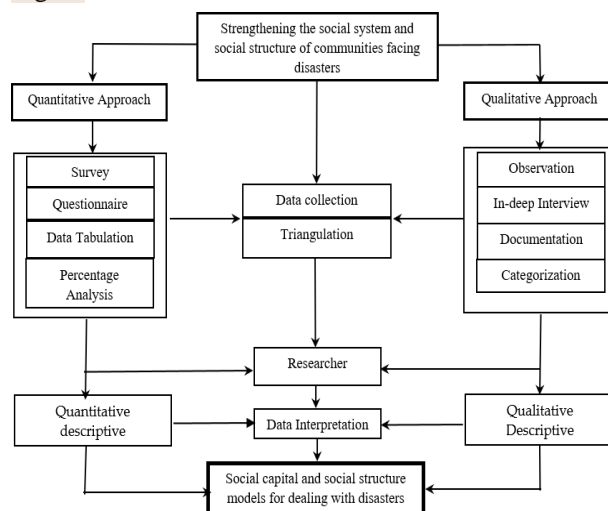 Strengthening the social system and
social structure of communities facing
disasters
Quantitative Approach
Qualitative Approach
Survey
Questionnaire
Data Tabulation
Percentage
Analysis
Data collection
Triangulation
Observation
In-deep Interview
Documentation
Categorization
Researcher
Quantitative
descriptive
Data Interpretation
Qualitative
Descriptive
Social capital and social structure
models for dealing with disasters